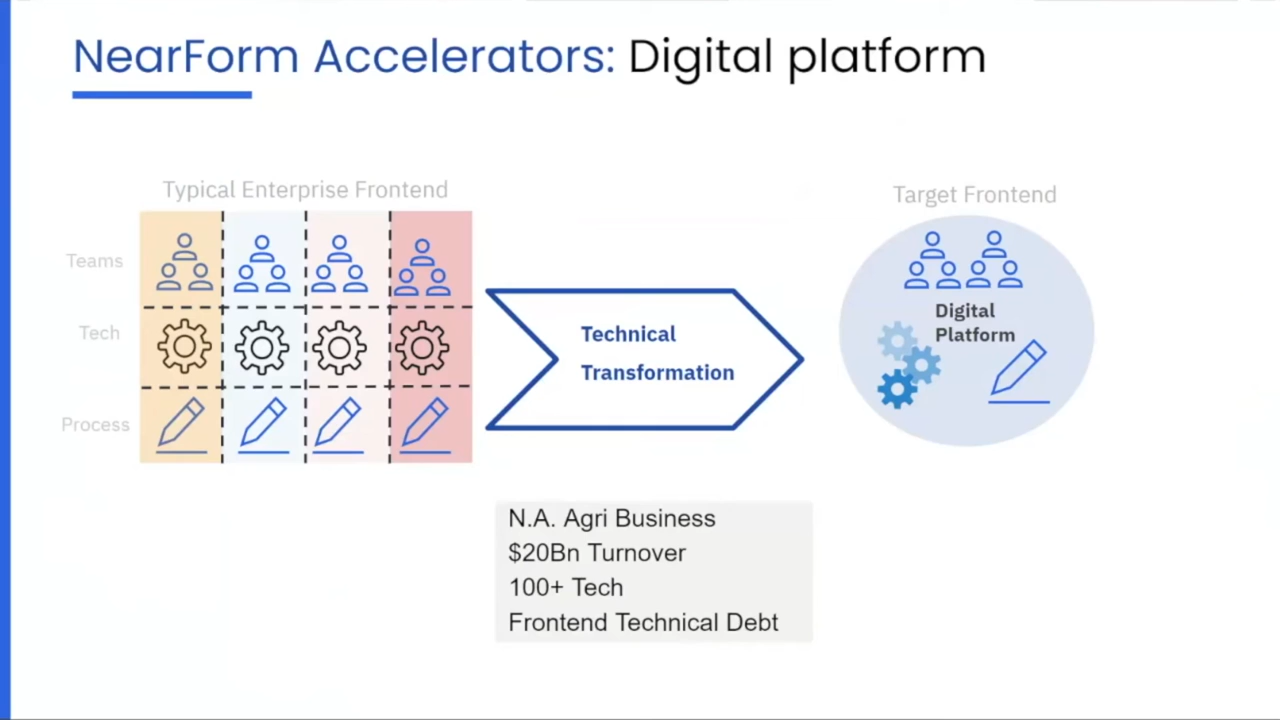 NearForm Accelerators: Digital platform
Typical Enterprise Frontend
Target Frontend
Teams
Tech
Process
Technical
Transformation
Digital
Platform
N.A. Agri Business
$20Bn Turnover
100+ Tech
Frontend Technical Debt